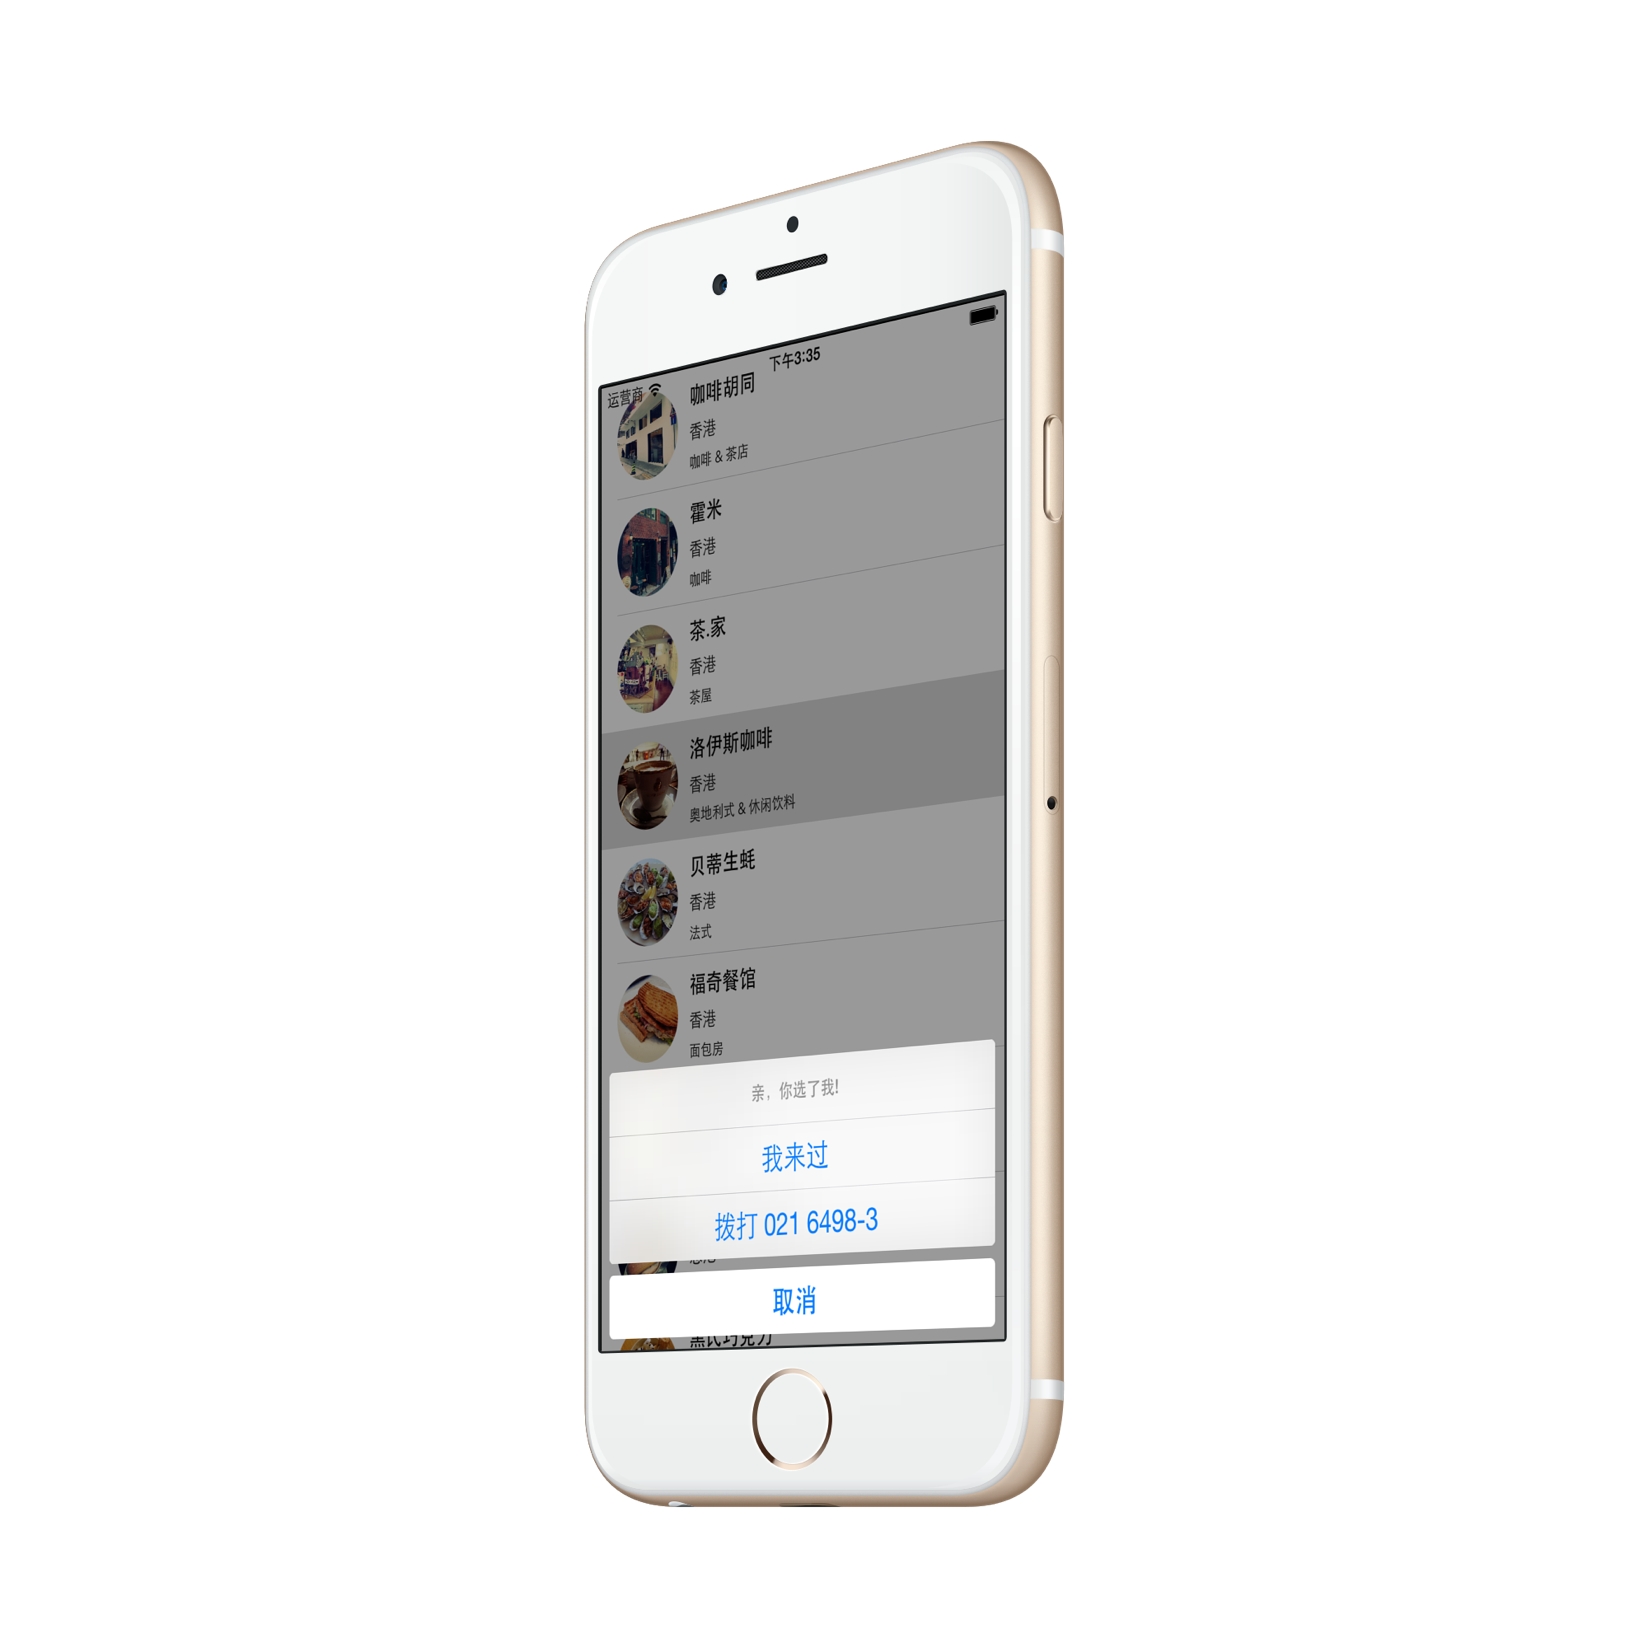 下午3:35
运营商
咖啡胡同
香港
咖啡 & 茶店
霍米
香港
咖啡
茶.家
香港
茶屋
洛伊斯咖啡
香港
奥地利式 & 休闲饮料
贝蒂生蚝
香港
法式
福奇餐馆
香港
面包房
亲，你选了我!
我来过
拨打 021 6498-3
取消